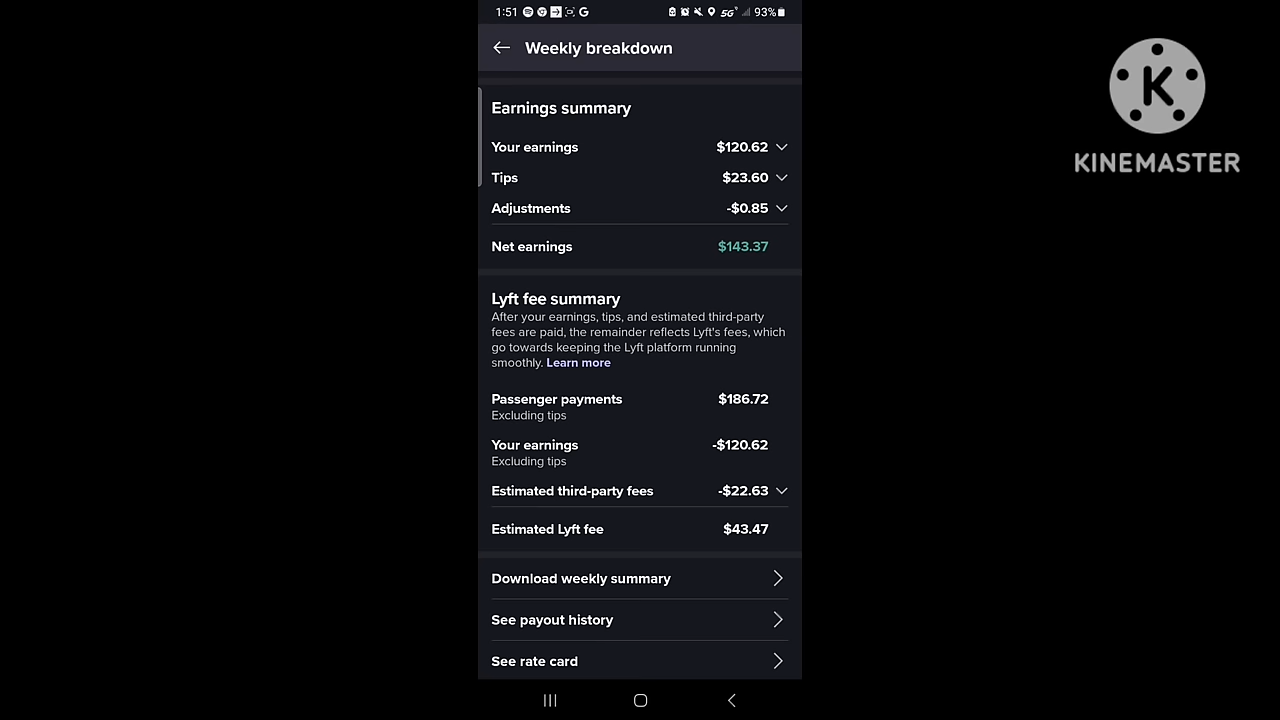 1:51
5G
93%
Weekly breakdown
K
KINEMASTER
Earnings summary
Your earnings $120.62
Tips $23.60
Adjustments -$0.85
Net earnings $143.37
Lyft fee summary
After your earnings, tips, and estimated third-party
fees are paid, the remainder reflects Lyft's fees, which
go towards keeping the Lyft platform running
smoothly. Learn more
Passenger payments $186.72
Excluding tips
Your earnings -$120.62
Excluding tips
Estimated third-party fees -$22.63
Estimated Lyft fee $43.47
Download weekly summary
See payout history
See rate card